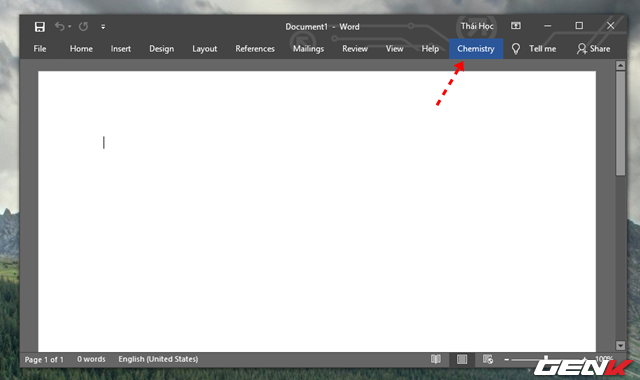 Document1 - Word
Thái Học
File Home Insert Design Layout References Mailings Review View Help Chemistry Tell me Share
Page 1 of 1 0 words English (United States) 100%
GENK